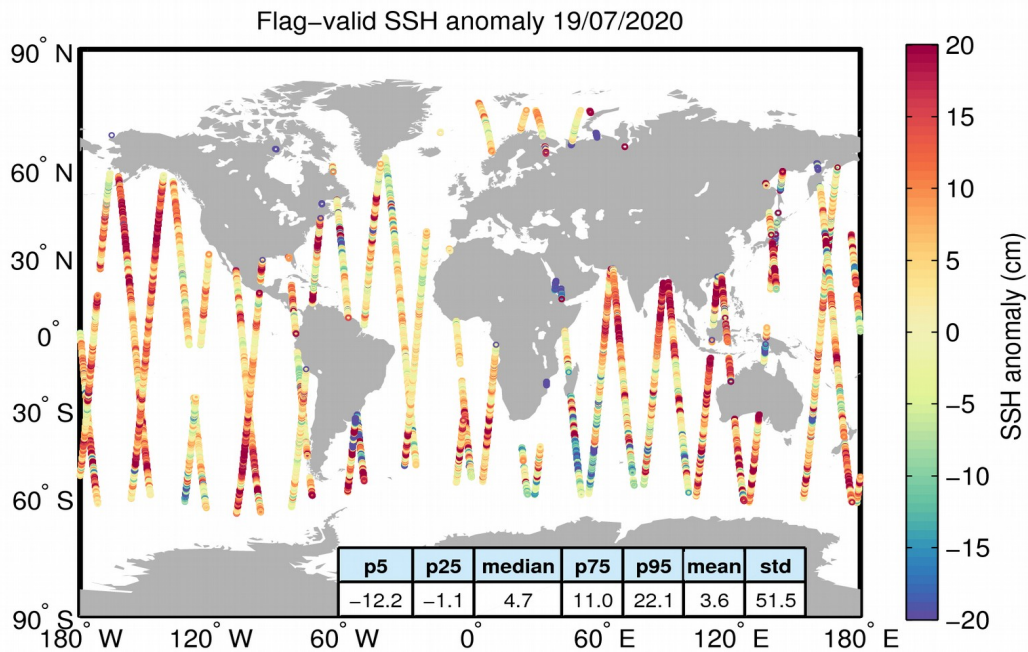 Flag−valid SSH anomaly 19/07/2020
90° N
60° N
30° N
0°
30° S
60° S
90° S
180° W
120° W
60° W
0°
60° E
120° E
180° E
p5 p25 median p75 p95 mean std
−12.2 −1.1 4.7 11.0 22.1 3.6 51.5
20
15
10
5
0
−5
−10
−15
−20
SSH anomaly (cm)